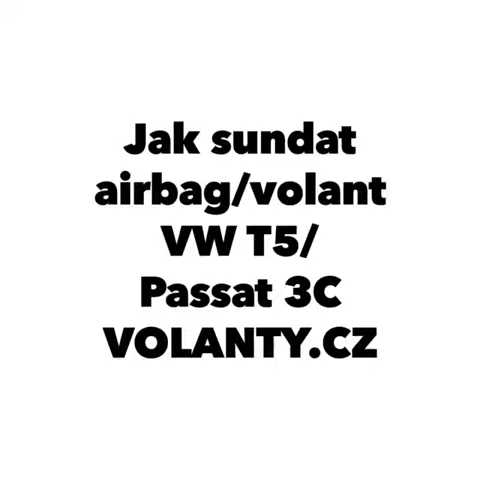 Jak sundat
airbag/volant
VW T5/
Passat 3C
VOLANTY.CZ